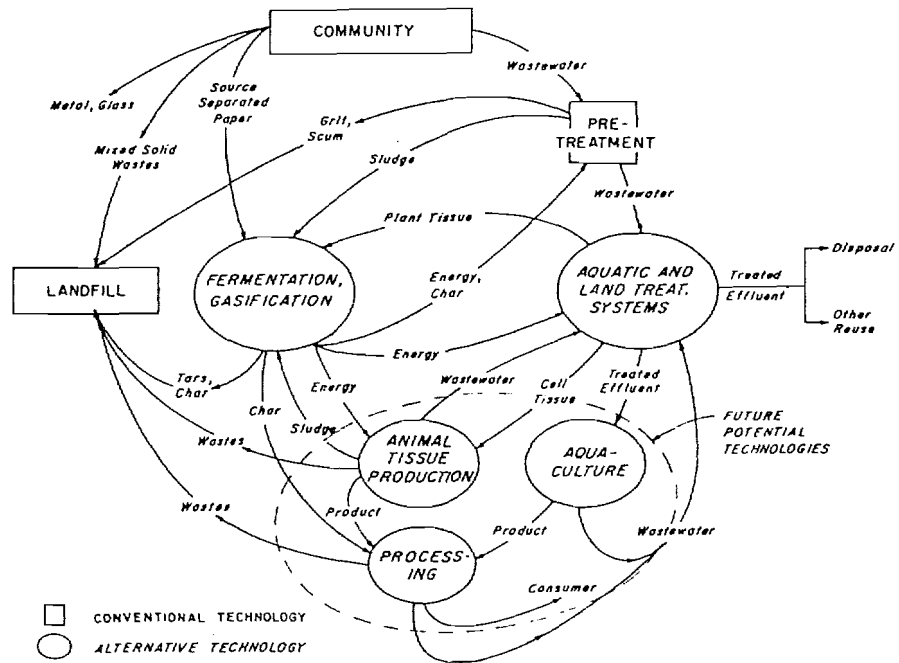 COMMUNITY
Wastewater
Metal, Glass
Source
Separated
Paper
Grit,
Scum
PRE-
TREATMENT
Mixed Solid
Wastes
Sludge
Wastewater
Plant Tissue
LANDFILL
FERMENTATION,
GASIFICATION
Energy,
Char
AQUATIC AND
LAND TREAT.
SYSTEMS
Treated
Effluent
Disposal
Other
Reuse
Energy
Tars,
Char
Char
Energy
Wastewater
Cell
Tissue
Treated
Effluent
Sludge
Wastes
ANIMAL
TISSUE
PRODUCTION
AQUA-
CULTURE
FUTURE
POTENTIAL
TECHNOLOGIES
Wastes
Product
Product
Wastewater
PROCESS-
ING
Consumer
CONVENTIONAL TECHNOLOGY
ALTERNATIVE TECHNOLOGY